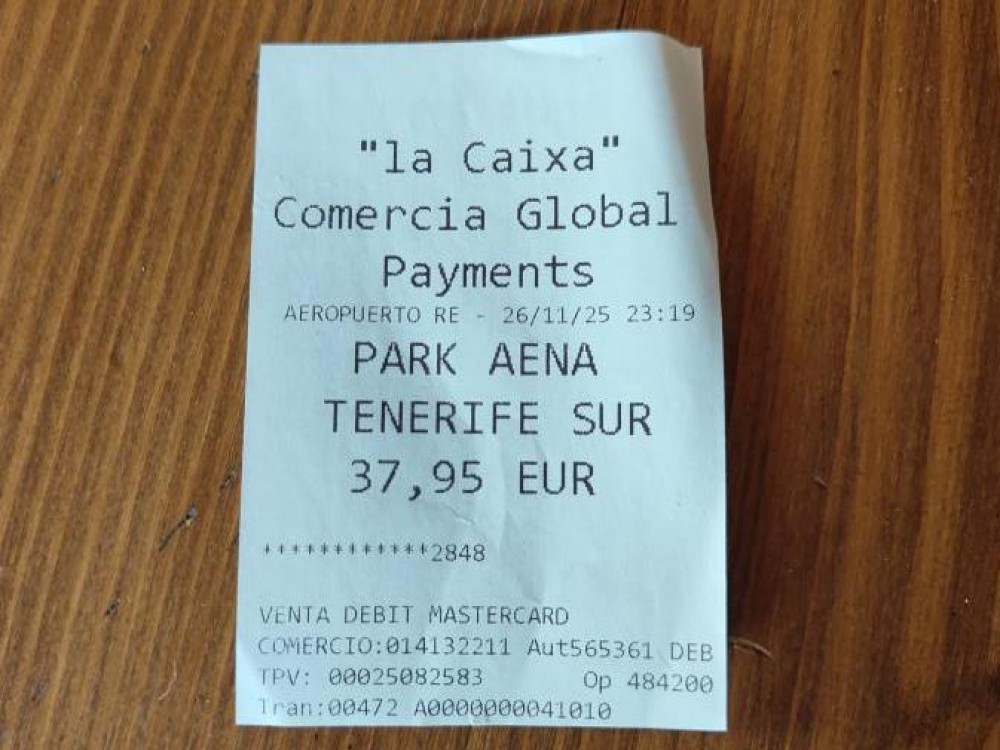 "la Caixa"
Comercia Global
Payments
AEROPUERTO RE - 26/11/25 23:19
PARK AENA
TENERIFE SUR
37,95 EUR
************2848
VENTA DEBIT MASTERCARD
COMERCIO:014132211 Aut565361 DEB
TPV: 00025082583 Op 484200
Tran:00472 A0000000041010